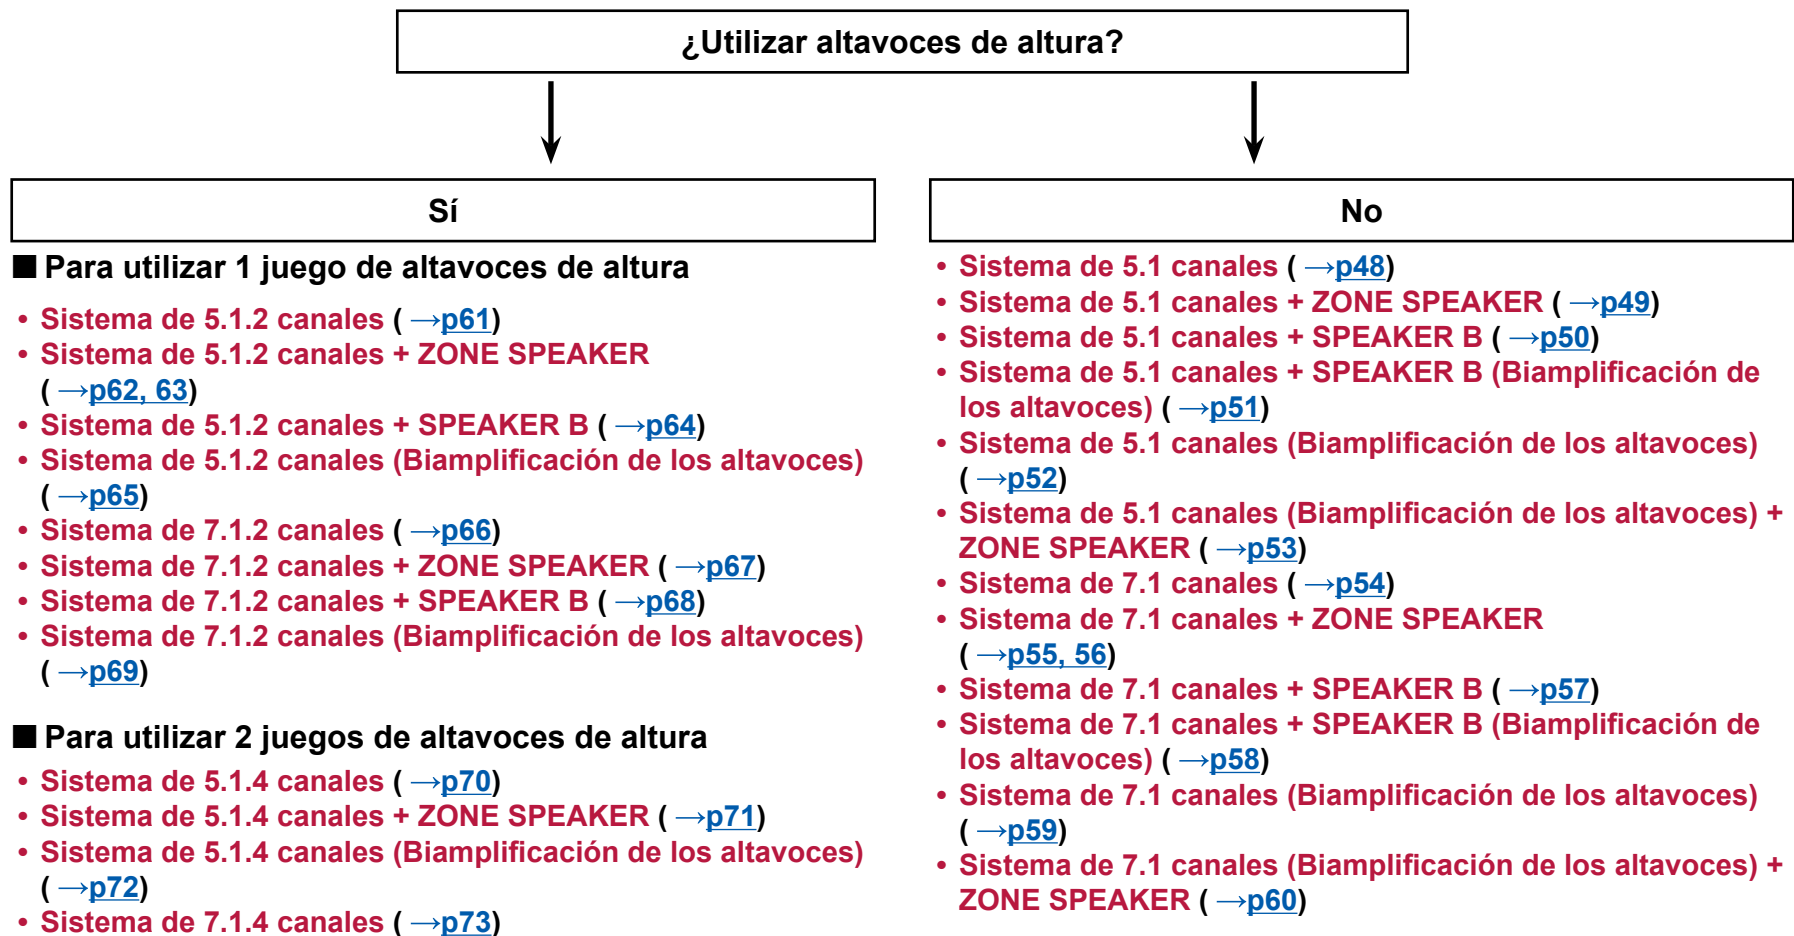 ¿Utilizar altavoces de altura?
Sí
■ Para utilizar 1 juego de altavoces de altura
• Sistema de 5.1.2 canales ( →p61)
• Sistema de 5.1.2 canales + ZONE SPEAKER
( →p62, 63)
• Sistema de 5.1.2 canales + SPEAKER B ( →p64)
• Sistema de 5.1.2 canales (Biamplificación de los altavoces)
( →p65)
• Sistema de 7.1.2 canales ( →p66)
• Sistema de 7.1.2 canales + ZONE SPEAKER ( →p67)
• Sistema de 7.1.2 canales + SPEAKER B ( →p68)
• Sistema de 7.1.2 canales (Biamplificación de los altavoces)
( →p69)
■ Para utilizar 2 juegos de altavoces de altura
• Sistema de 5.1.4 canales ( →p70)
• Sistema de 5.1.4 canales + ZONE SPEAKER ( →p71)
• Sistema de 5.1.4 canales (Biamplificación de los altavoces)
( →p72)
• Sistema de 7.1.4 canales ( →p73)
No
• Sistema de 5.1 canales ( →p48)
• Sistema de 5.1 canales + ZONE SPEAKER ( →p49)
• Sistema de 5.1 canales + SPEAKER B ( →p50)
• Sistema de 5.1 canales + SPEAKER B (Biamplificación de
los altavoces) ( →p51)
• Sistema de 5.1 canales (Biamplificación de los altavoces)
( →p52)
• Sistema de 5.1 canales (Biamplificación de los altavoces) +
ZONE SPEAKER ( →p53)
• Sistema de 7.1 canales ( →p54)
• Sistema de 7.1 canales + ZONE SPEAKER
( →p55, 56)
• Sistema de 7.1 canales + SPEAKER B ( →p57)
• Sistema de 7.1 canales + SPEAKER B (Biamplificación de
los altavoces) ( →p58)
• Sistema de 7.1 canales (Biamplificación de los altavoces)
( →p59)
• Sistema de 7.1 canales (Biamplificación de los altavoces) +
ZONE SPEAKER ( →p60)